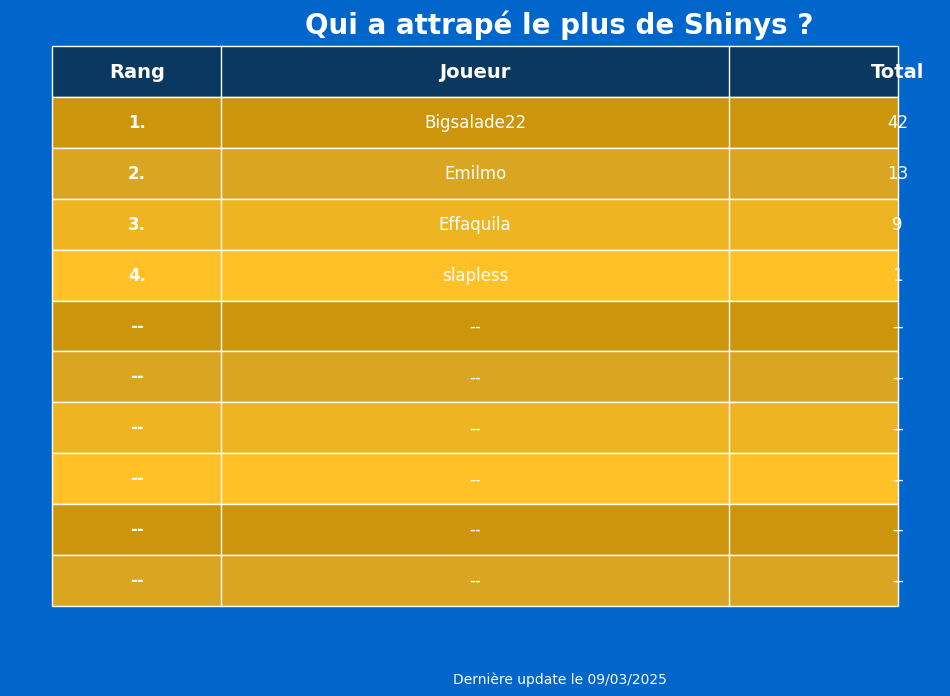 Qui a attrapé le plus de Shinys ?
Rang Joueur Total
1. Bigsalade22 42
2. Emilmo 13
3. Effaquila 9
4. slapless 1
-- -- --
-- -- --
-- -- --
-- -- --
-- -- --
-- -- --
Dernière update le 09/03/2025